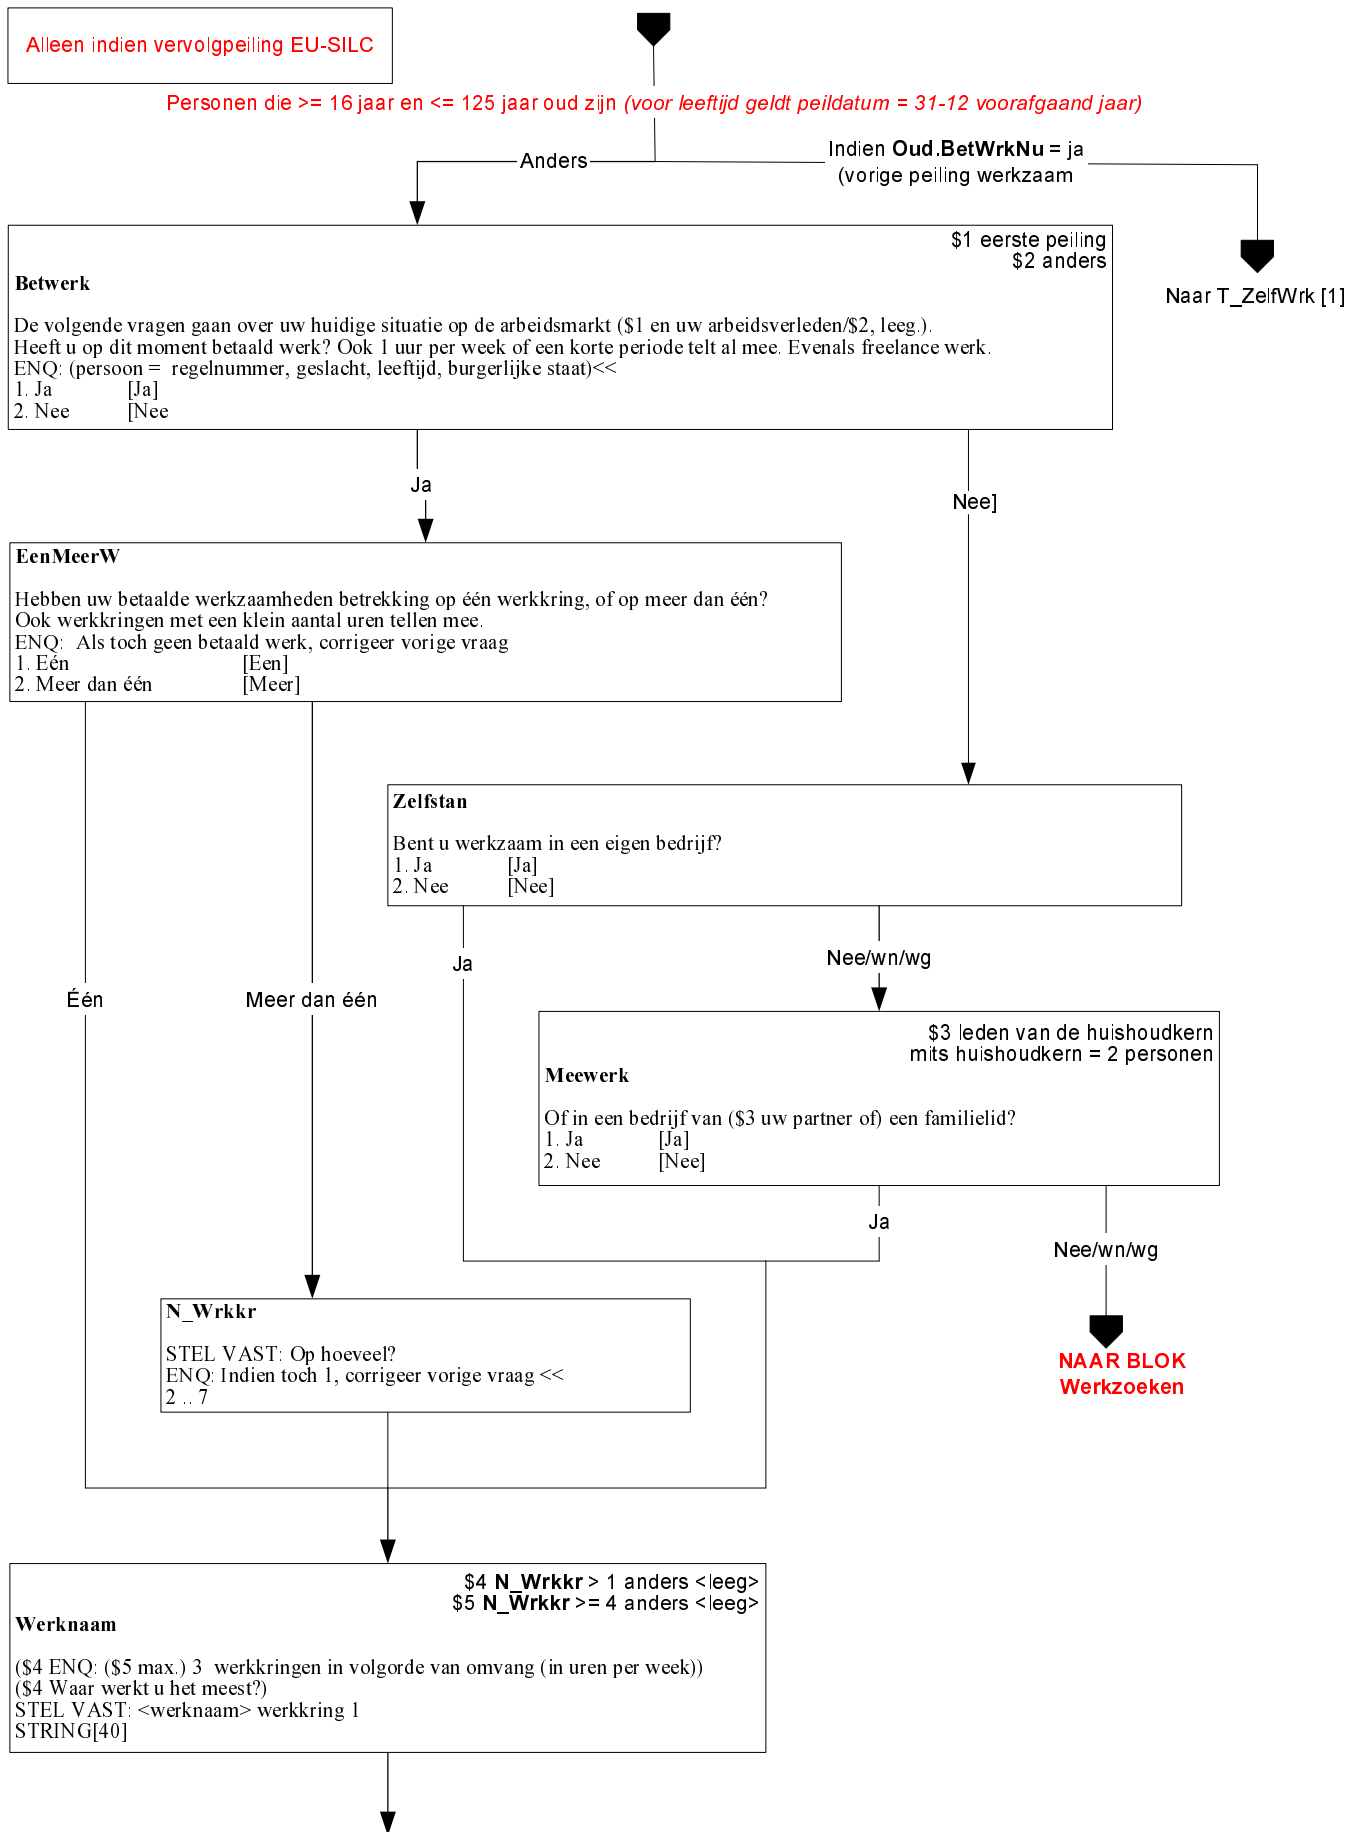 Alleen indien vervolgpeiling EU-SILC
Personen die >= 16 jaar en <= 125 jaar oud zijn (voor leeftijd geldt peildatum = 31-12 voorafgaand jaar)
Anders
Indien Oud.BetWrkNu = ja
(vorige peiling werkzaam
Naar T_ZelfWrk [1]
$1 eerste peiling
$2 anders
Betwerk
De volgende vragen gaan over uw huidige situatie op de arbeidsmarkt ($1 en uw arbeidsverleden/$2, leeg.).
Heeft u op dit moment betaald werk? Ook 1 uur per week of een korte periode telt al mee. Evenals freelance werk.
ENQ: (persoon = regelnummer, geslacht, leeftijd, burgerlijke staat)<<
1. Ja [Ja]
2. Nee [Nee
Ja
Nee]
EenMeerW
Hebben uw betaalde werkzaamheden betrekking op één werkkring, of op meer dan één?
Ook werkkringen met een klein aantal uren tellen mee.
ENQ: Als toch geen betaald werk, corrigeer vorige vraag
1. Eén [Een]
2. Meer dan één [Meer]
Zelfstan
Bent u werkzaam in een eigen bedrijf?
1. Ja [Ja]
2. Nee [Nee]
Ja
Nee/wn/wg
Één
Meer dan één
$3 leden van de huishoudkern
mits huishoudkern = 2 personen
Meewerk
Of in een bedrijf van ($3 uw partner of) een familielid?
1. Ja [Ja]
2. Nee [Nee]
Ja
Nee/wn/wg
NAAR BLOK
Werkzoeken
N_Wrkkr
STEL VAST: Op hoeveel?
ENQ: Indien toch 1, corrigeer vorige vraag <<
2 .. 7
$4 N_Wrkkr > 1 anders <leeg>
$5 N_Wrkkr >= 4 anders <leeg>
Werknaam
($4 ENQ: ($5 max.) 3 werkkringen in volgorde van omvang (in uren per week))
($4 Waar werkt u het meest?)
STEL VAST: <werknaam> werkkring 1
STRING[40]